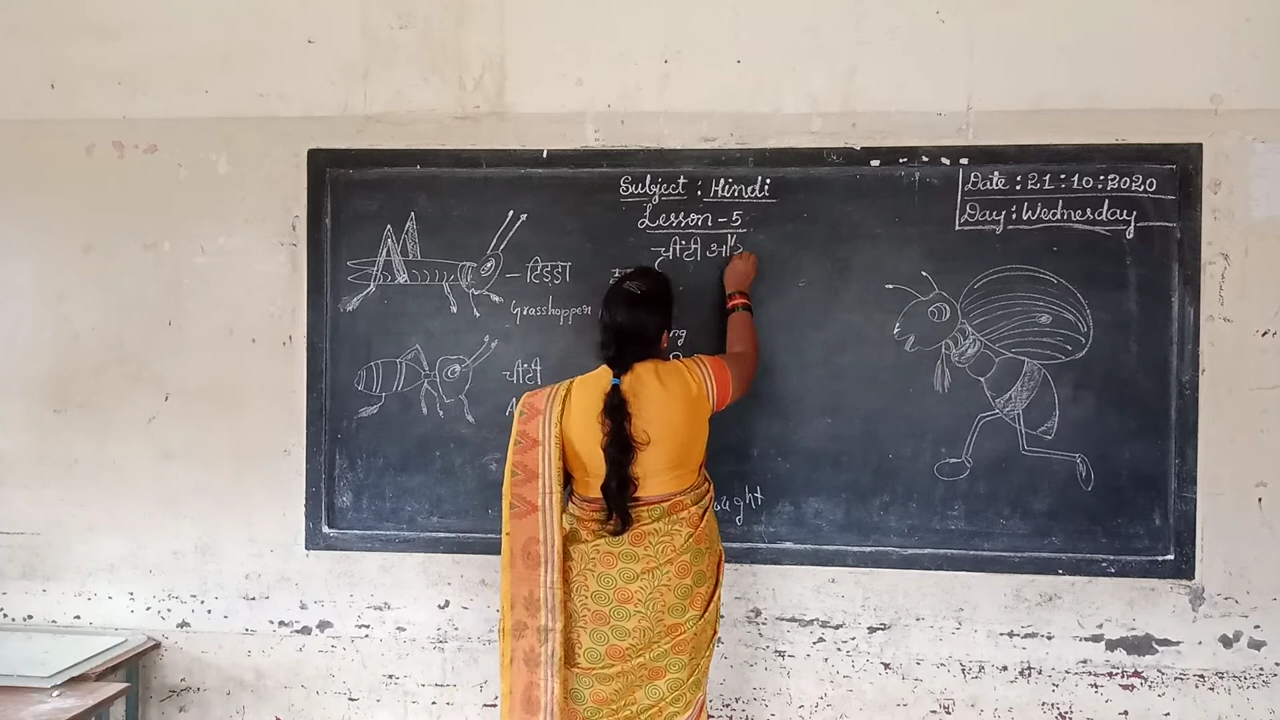 Subject : Hindi
Lesson - 5
चींटी और
Date : 21 : 10 : 2020
Day : Wednesday
- टिड्डा
Grasshopper
चींटी